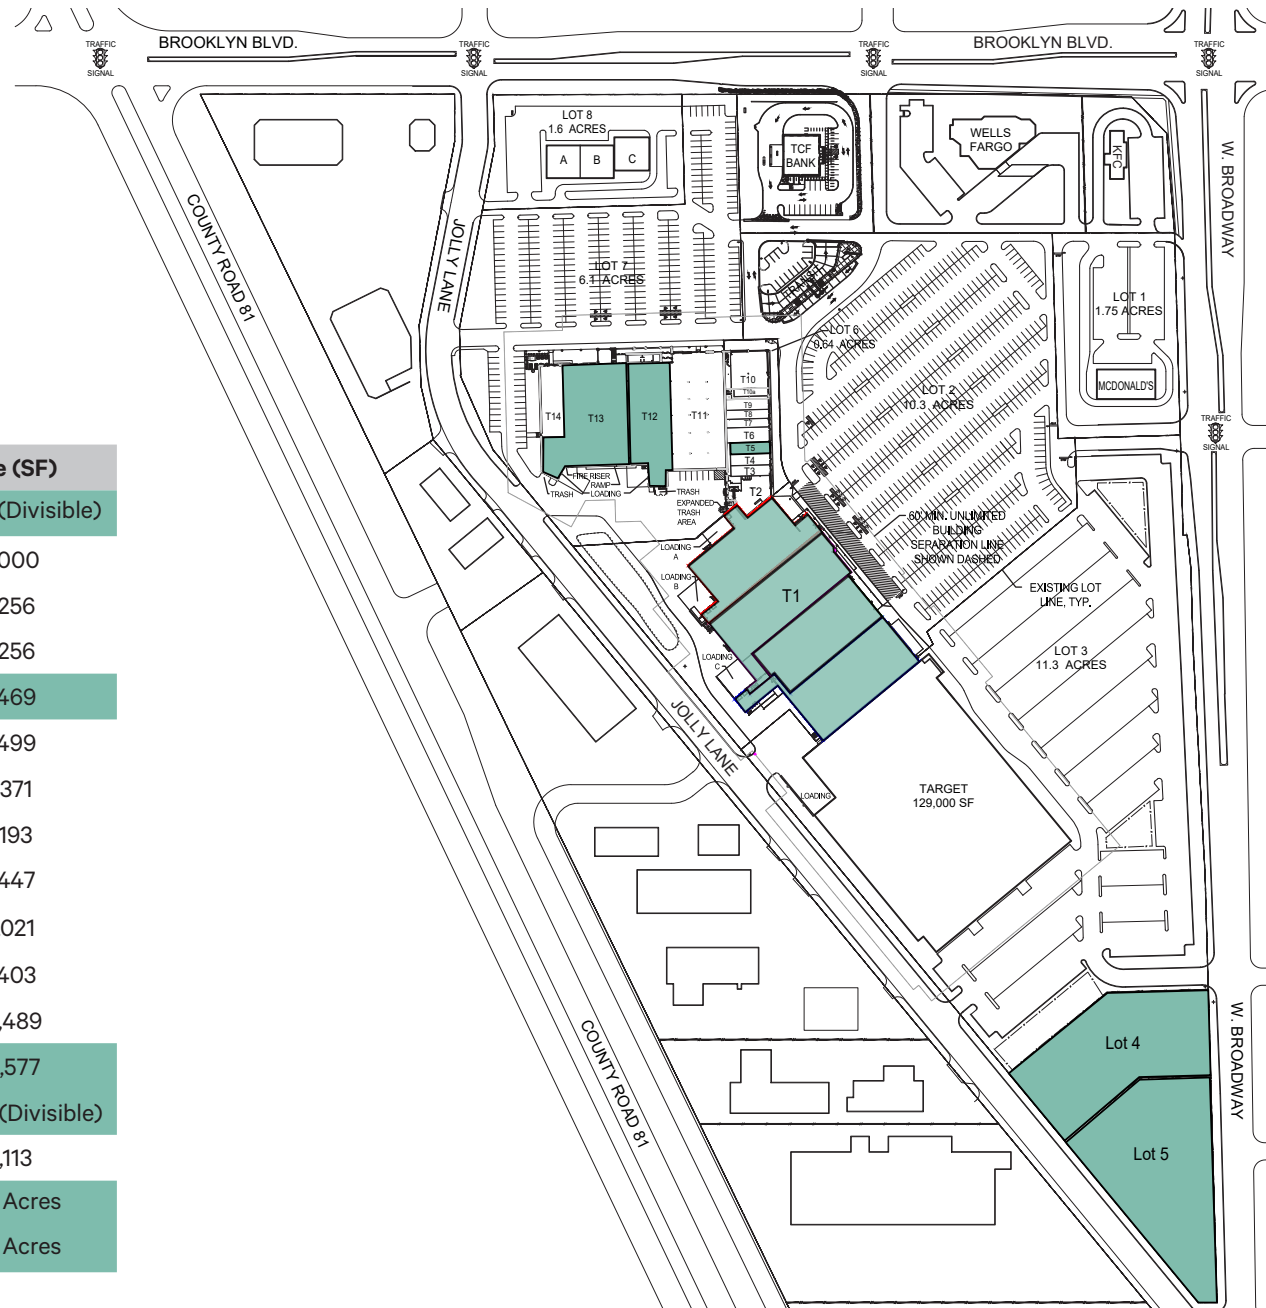 BROOKLYN BLVD.
BROOKLYN BLVD.
TRAFFIC
SIGNAL
TRAFFIC
SIGNAL
TRAFFIC
SIGNAL
TRAFFIC
SIGNAL
LOT 8
1.6 ACRES
A
B
C
TCF
BANK
WELLS
FARGO
KFC
W. BROADWAY
COUNTY ROAD 81
JOLLY LANE
LOT 7
6.1 ACRES
TRANSIT
LOT 1
1.75 ACRES
LOT 6
0.64 ACRES
LOT 2
10.3 ACRES
MCDONALD'S
TRAFFIC
SIGNAL
T14
T13
T12
T11
T10
T10a
T9
T8
T7
T6
T5
T4
T3
T2
FIRE RISER
RAMP
TRASH
LOADING
TRASH
EXPANDED
TRASH
AREA
LOADING
A
LOADING
B
LOADING
C
T1
60' MIN. UNLIMITED
BUILDING
SEPARATION LINE
SHOWN DASHED
EXISTING LOT
LINE, TYP.
LOT 3
11.3 ACRES
JOLLY LANE
LOADING
TARGET
129,000 SF
COUNTY ROAD 81
W. BROADWAY
Lot 4
Lot 5
e (SF)
(Divisible)
000
256
256
469
499
371
193
447
021
403
,489
,577
(Divisible)
,113
Acres
Acres